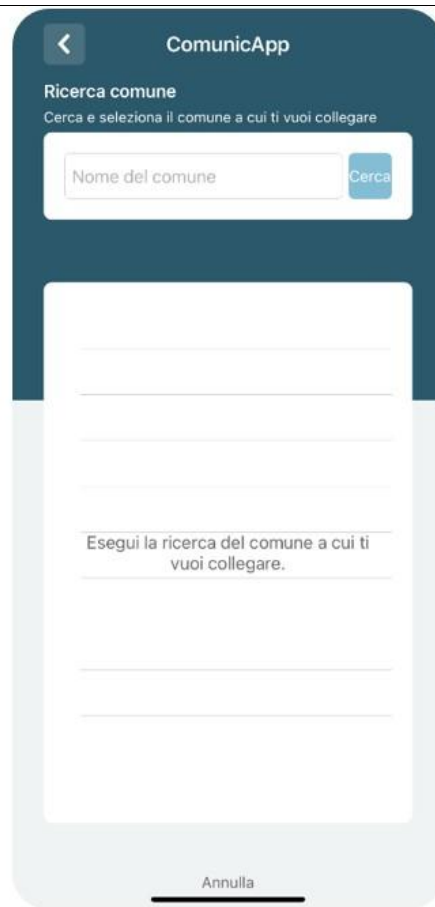 ComunicApp
Ricerca comune
Cerca e seleziona il comune a cui ti vuoi collegare
Nome del comune
Cerca
Esegui la ricerca del comune a cui ti
vuoi collegare.
Annulla